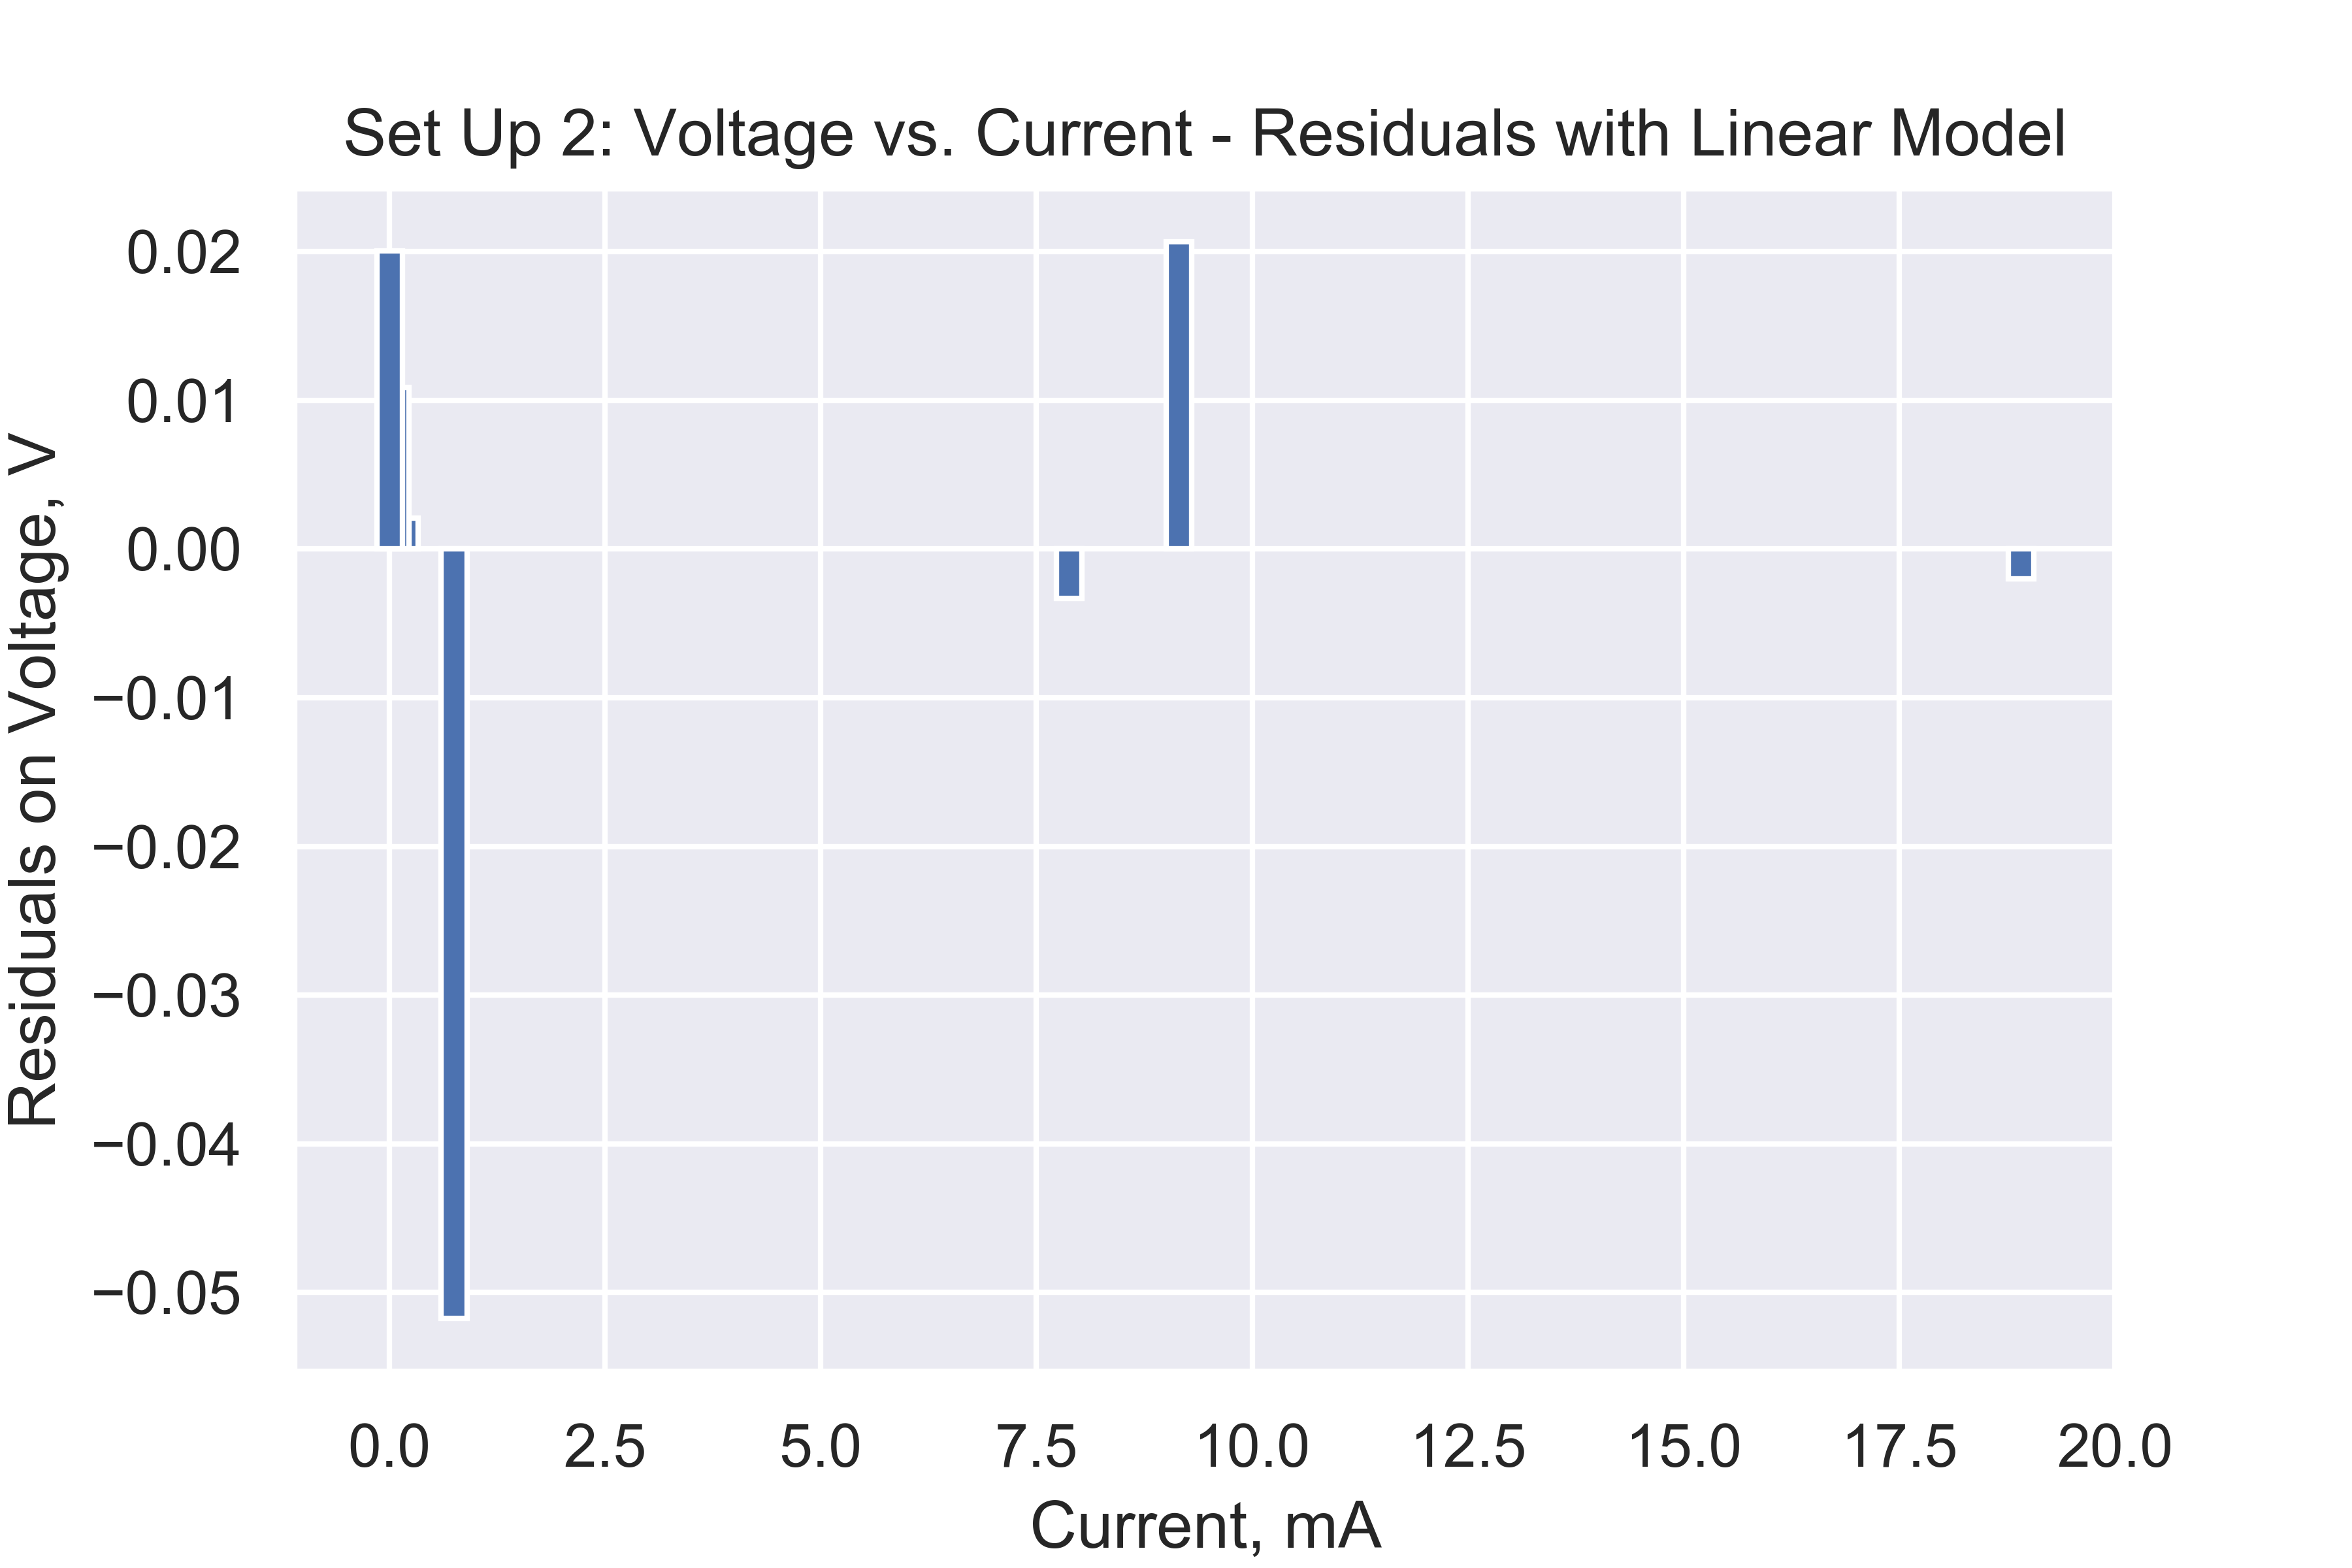 Set Up 2: Voltage vs. Current - Residuals with Linear Model
Residuals on Voltage, V
0.02
0.01
0.00
−0.01
−0.02
−0.03
−0.04
−0.05
0.0 2.5 5.0 7.5 10.0 12.5 15.0 17.5 20.0
Current, mA